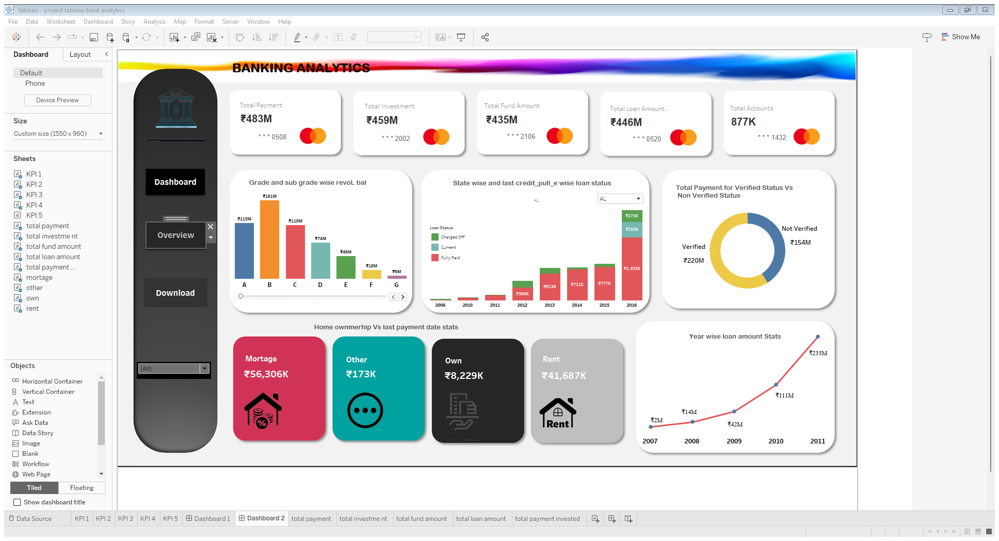 Tableau - project tableau bank analytics
File Data Worksheet Dashboard Story Analysis Map Format Server Window Help
Show Me
Dashboard Layout
Default
Phone
Device Preview
Size
Custom size (1550 x 960)
Sheets
KPI 1
KPI 2
KPI 3
KPI 4
KPI 5
total payment
total investme nt
total fund amount
total loan amount
total payment ...
mortage
other
own
rent
Objects
Horizontal Container
Vertical Container
Text
Extension
Ask Data
Data Story
Image
Blank
Workflow
Web Page
Tiled Floating
Show dashboard title
BANKING ANALYTICS
BANK
Dashboard
Overview
Download
(All)
Total Payment
₹483M
* * * 0508
Total Investment
₹459M
* * * 2002
Total Fund Amount
₹435M
* * * 2106
Total Loan Amount..
₹446M
* * * 0520
Total Accounts
877K
* * * 1432
Grade and sub grade wise revoL bal
₹161M
₹115M
₹110M
₹74M
₹46M
₹18M
₹6M
A B C D E F G
State wise and last credit_pull_e wise loan status
AL
AL
Loan Status
Charged Off
Current
Fully Paid
₹273K
₹355K
₹1,453K
₹777K
₹711K
₹613K
₹300K
2009 2010 2011 2012 2013 2014 2015 2016
Total Payment for Verified Status Vs
Non Verified Status
Not Verified
₹154M
Verified
₹220M
Home ownmerhip Vs last payment date stats
Mortage
₹56,306K
%
Other
₹173K
Own
₹8,229K
Rent
₹41,687K
Rent
Year wise loan amount Stats
₹235M
₹111M
₹42M
₹14M
₹2M
2007 2008 2009 2010 2011
Data Source KPI 1 KPI 2 KPI 3 KPI 4 KPI 5 Dashboard 1 Dashboard 2 total payment total investme nt total fund amount total loan amount total payment invested